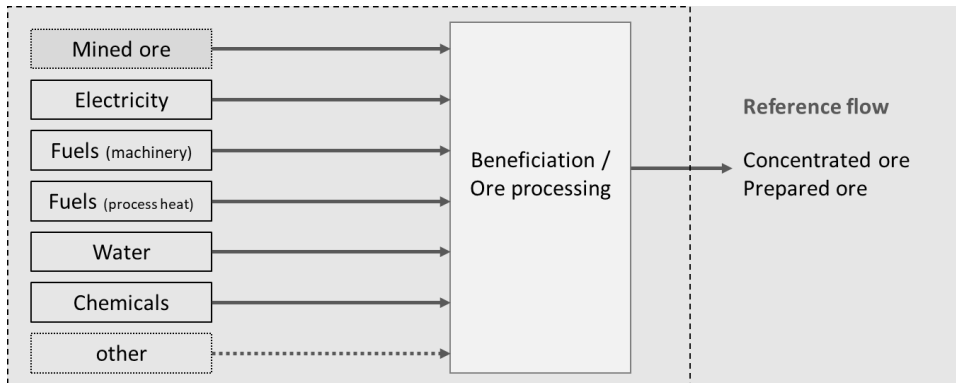 Mined ore
Electricity
Fuels (machinery)
Fuels (process heat)
Water
Chemicals
other
Beneficiation /
Ore processing
Reference flow
Concentrated ore
Prepared ore